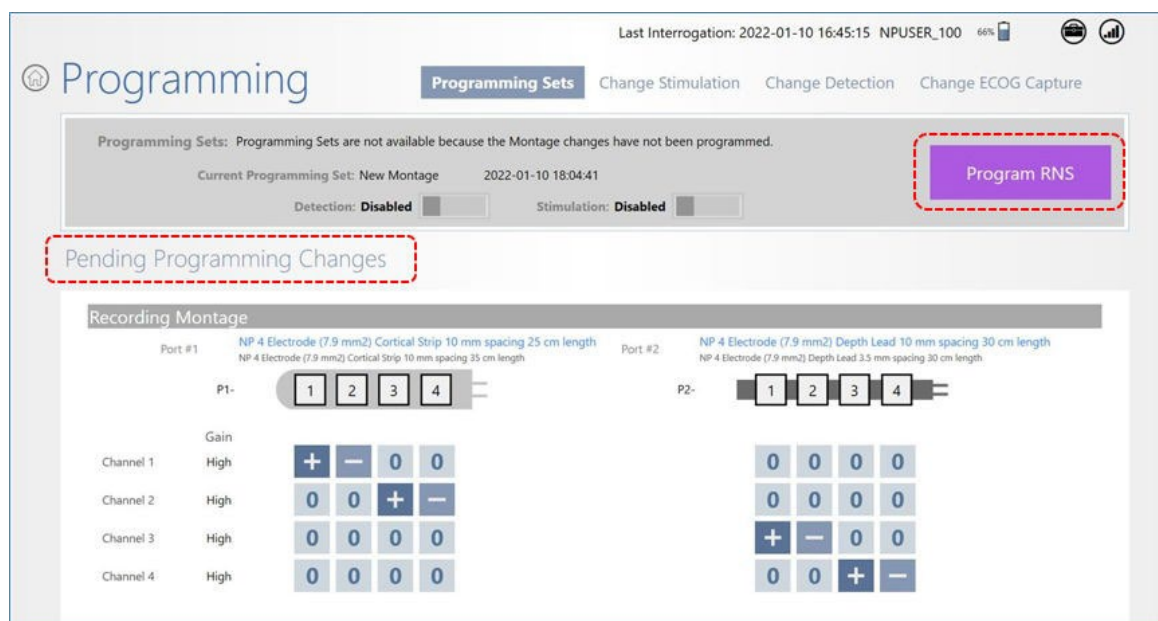 Last Interrogation: 2022-01-10 16:45:15 NPUSER_100 66%
Programming
Programming Sets Change Stimulation Change Detection Change ECOG Capture
Programming Sets: Programming Sets are not available because the Montage changes have not been programmed.
Program RNS
Current Programming Set: New Montage 2022-01-10 18:04:41
Detection: Disabled Stimulation: Disabled
Pending Programming Changes
Recording Montage
Port #1 NP 4 Electrode (7.9 mm2) Cortical Strip 10 mm spacing 25 cm length
NP 4 Electrode (7.9 mm2) Cortical Strip 10 mm spacing 35 cm length
Port #2 NP 4 Electrode (7.9 mm2) Depth Lead 10 mm spacing 30 cm length
NP 4 Electrode (7.9 mm2) Depth Lead 3.5 mm spacing 30 cm length
P1- 1 2 3 4 P2- 1 2 3 4
Gain
Channel 1 High + − 0 0 0 0 0 0
Channel 2 High 0 0 + − 0 0 0 0
Channel 3 High 0 0 0 0 + − 0 0
Channel 4 High 0 0 0 0 0 0 + −